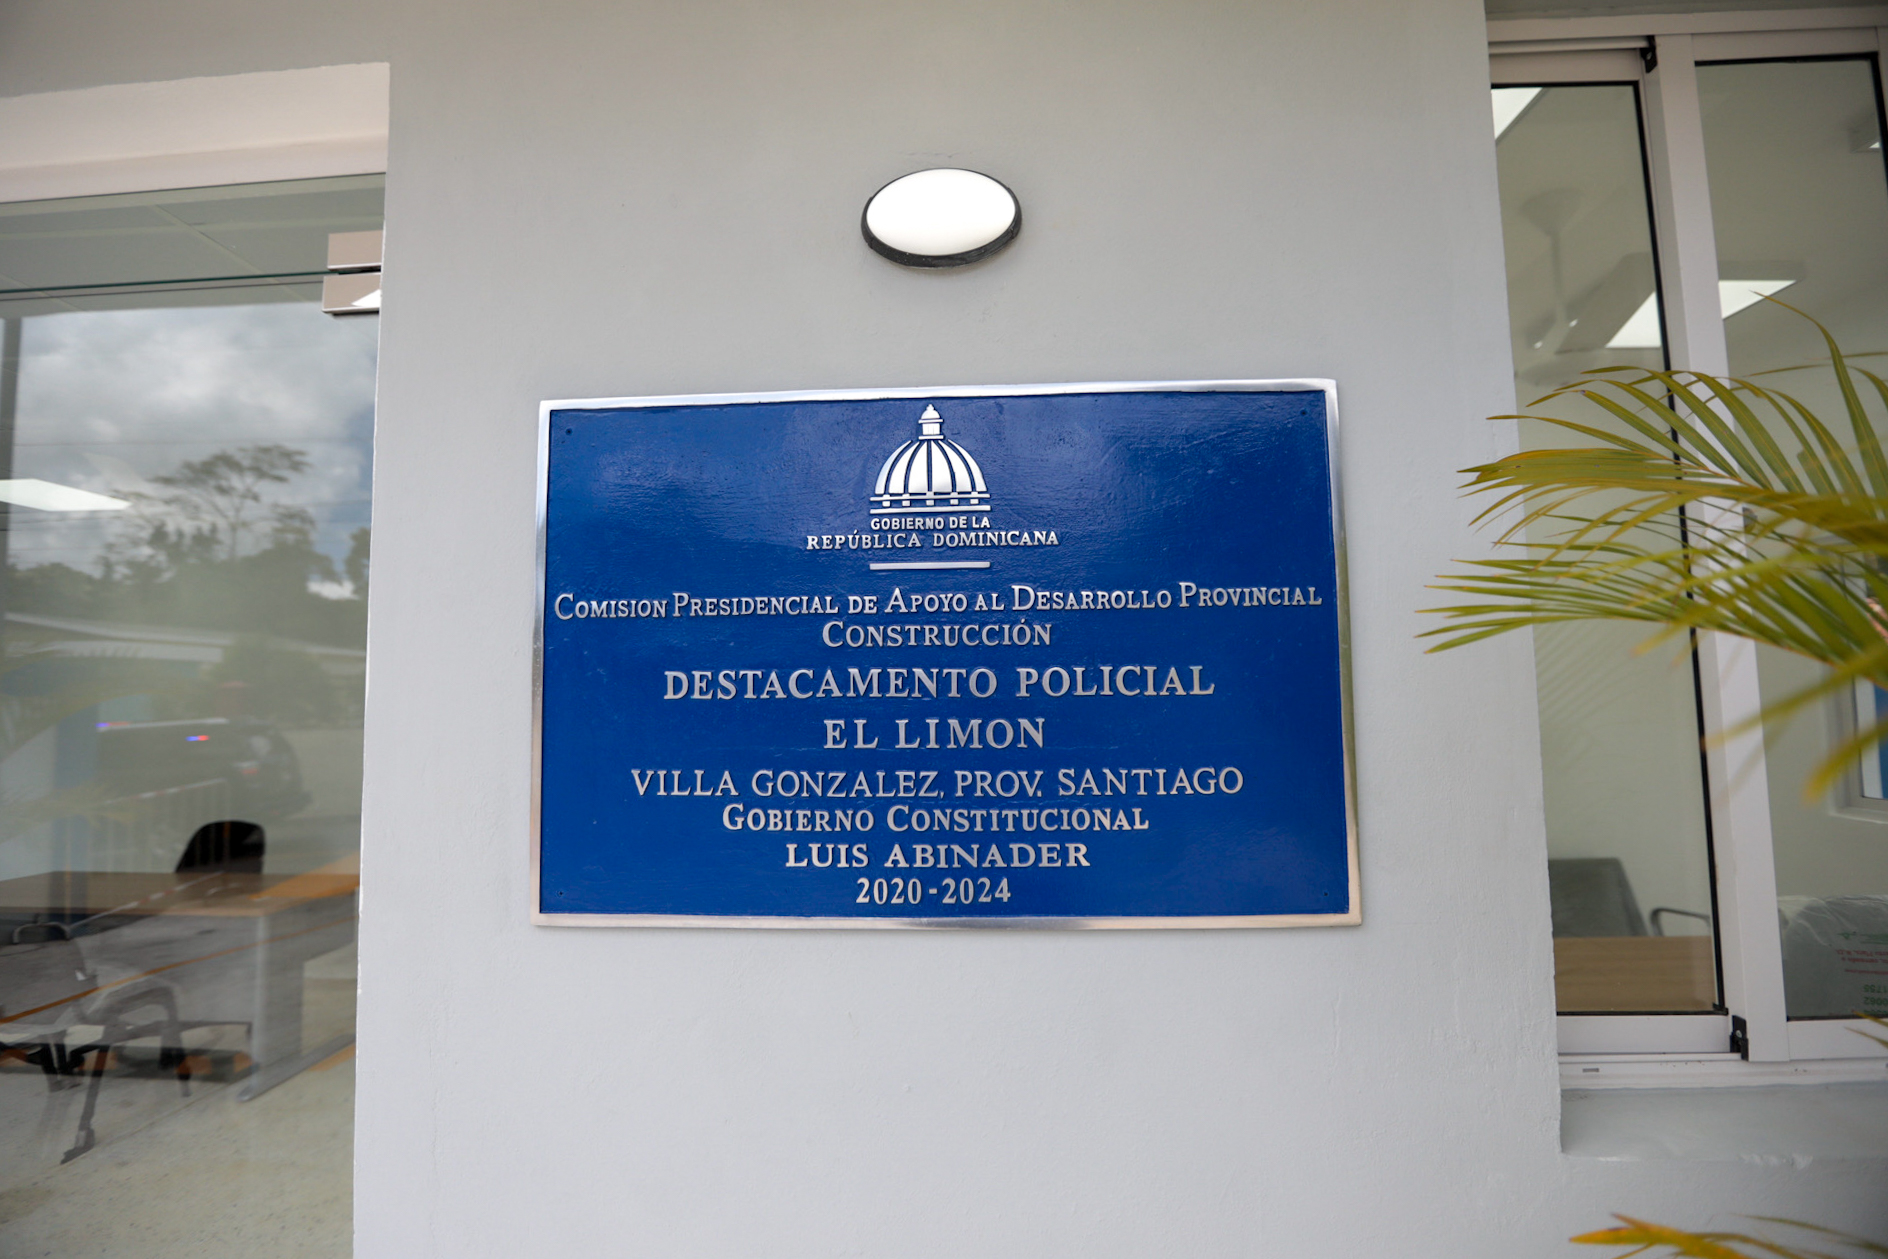 GOBIERNO DE LA
REPÚBLICA DOMINICANA
COMISION PRESIDENCIAL DE APOYO AL DESARROLLO PROVINCIAL
CONSTRUCCIÓN
DESTACAMENTO POLICIAL
EL LIMON
VILLA GONZALEZ, PROV. SANTIAGO
GOBIERNO CONSTITUCIONAL
LUIS ABINADER
2020-2024